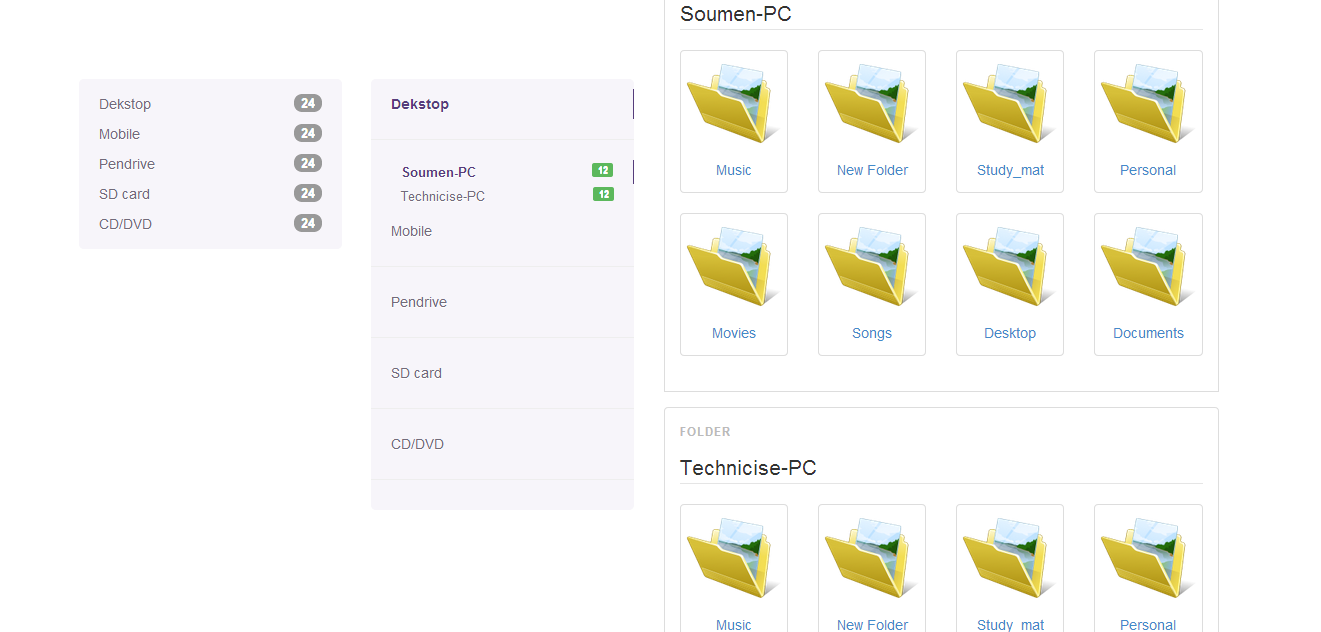 Dekstop 24
Mobile 24
Pendrive 24
SD card 24
CD/DVD 24
Dekstop
Soumen-PC 12
Technicise-PC 12
Mobile
Pendrive
SD card
CD/DVD
Soumen-PC
Music New Folder Study_mat Personal
Movies Songs Desktop Documents
FOLDER
Technicise-PC
Music New Folder Study_mat Personal